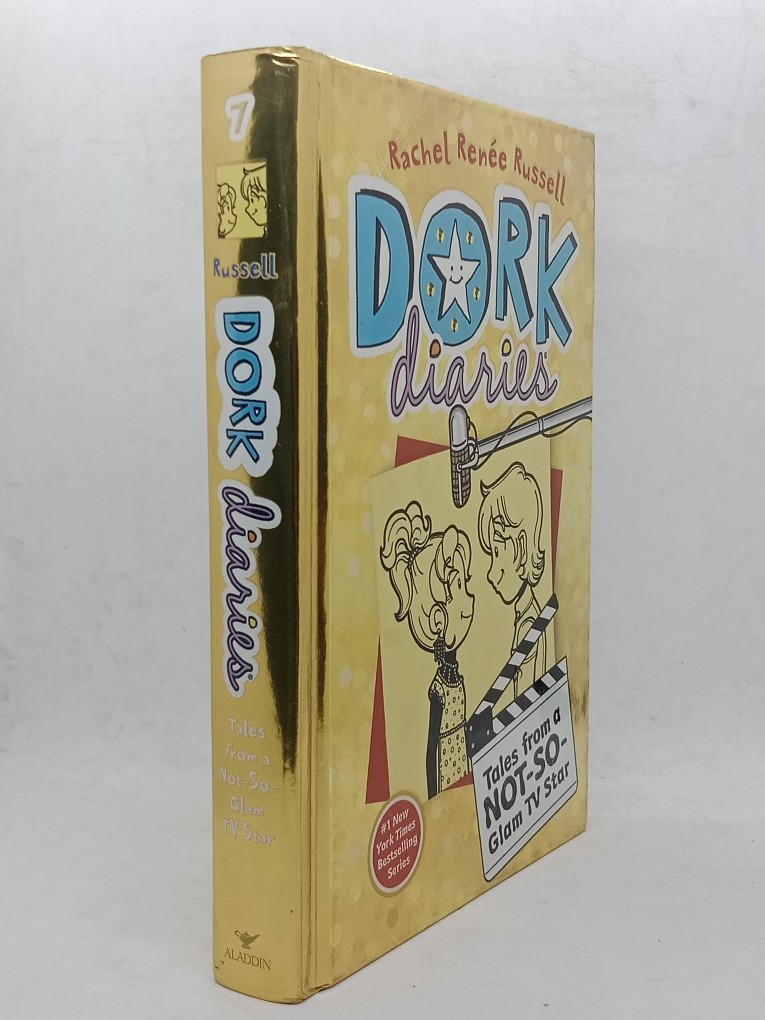 7
Russell
DORK
diaries®
Tales
from a
Not-So-
Glam
TV Star
ALADDIN
Rachel Renée Russell
DORK
diaries®
Tales from a
NOT-SO-
Glam TV Star
#1 New
York Times
Bestselling
Series